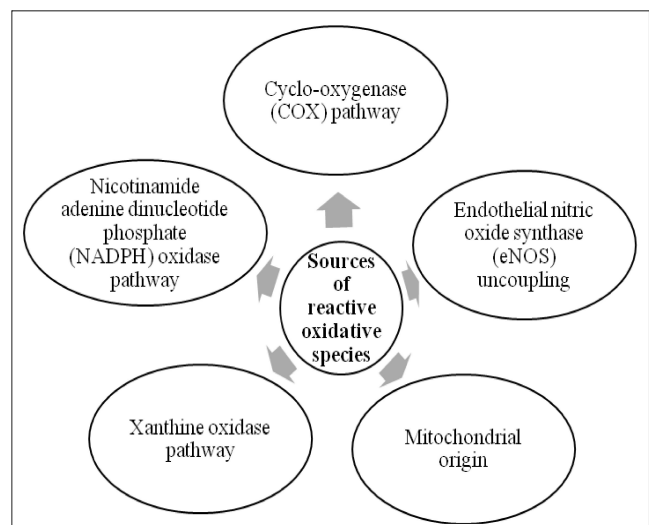 Cyclo-oxygenase
(COX) pathway
Nicotinamide
adenine dinucleotide
phosphate
(NADPH) oxidase
pathway
Endothelial nitric
oxide synthase
(eNOS)
uncoupling
Sources
of
reactive
oxidative
species
Xanthine oxidase
pathway
Mitochondrial
origin